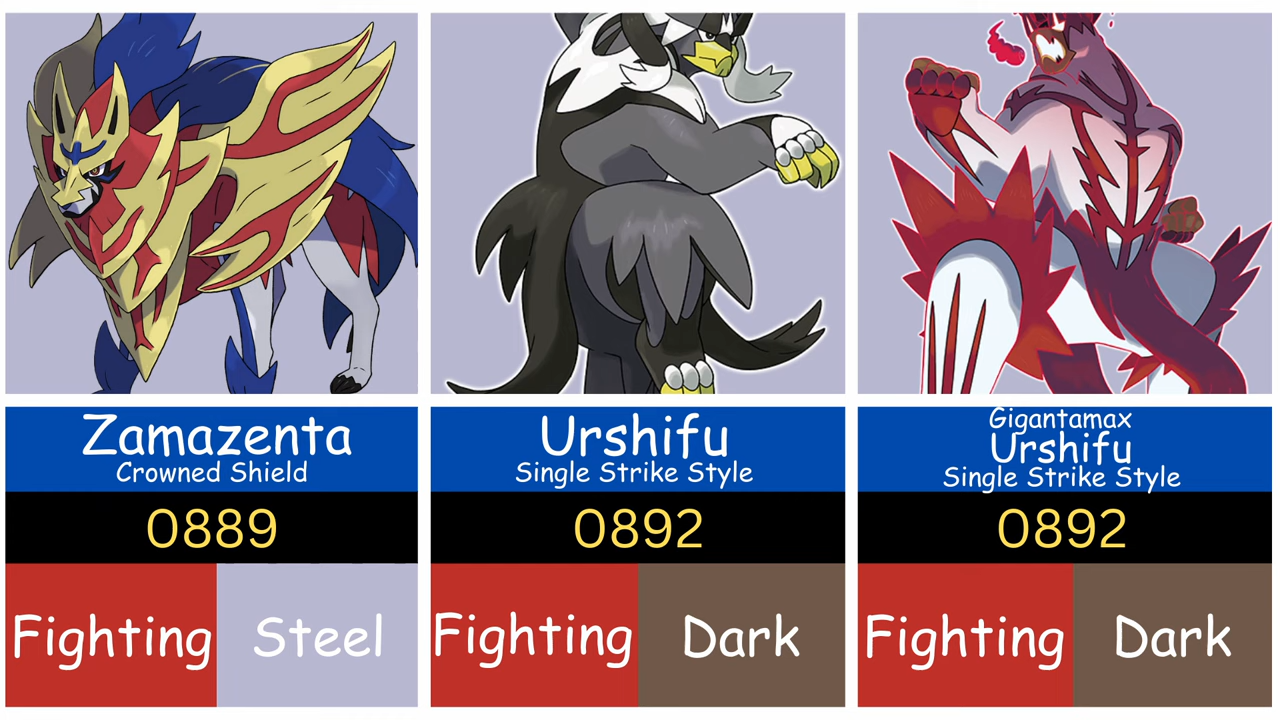 Zamazenta
Crowned Shield
0889
Fighting Steel
Urshifu
Single Strike Style
0892
Fighting Dark
Gigantamax
Urshifu
Single Strike Style
0892
Fighting Dark